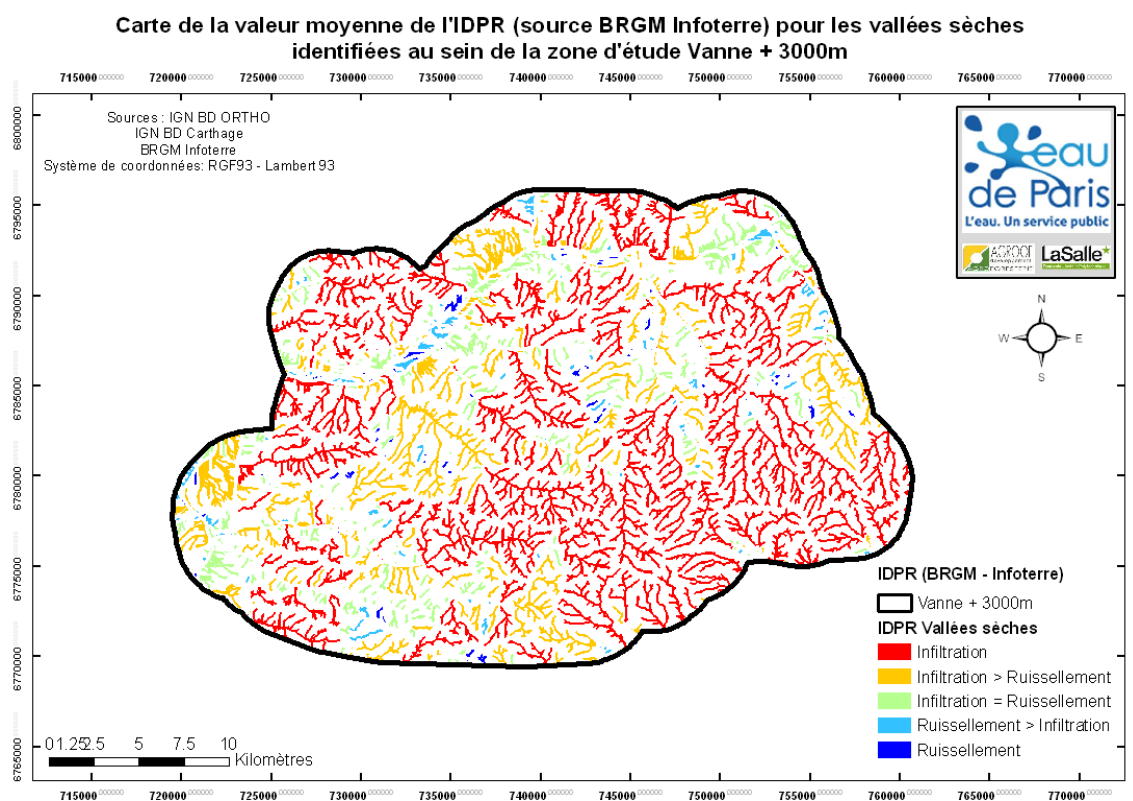 Carte de la valeur moyenne de l'IDPR (source BRGM Infoterre) pour les vallées sèches
identifiées au sein de la zone d'étude Vanne + 3000m
715000 720000 725000 730000 735000 740000 745000 750000 755000 760000 765000 770000
6800000
6795000
6790000
6785000
6780000
6775000
6770000
6765000
Sources : IGN BD ORTHO
IGN BD Carthage
BRGM Infoterre
Système de coordonnées: RGF93 - Lambert 93
eau
de Paris
L'eau. Un service public
AGROOF
LaSalle
N
W E
S
IDPR (BRGM - Infoterre)
Vanne + 3000m
IDPR Vallées sèches
Infiltration
Infiltration > Ruissellement
Infiltration = Ruissellement
Ruissellement > Infiltration
Ruissellement
0 1.25 2.5 5 7.5 10
Kilomètres
715000 720000 725000 730000 735000 740000 745000 750000 755000 760000 765000 770000